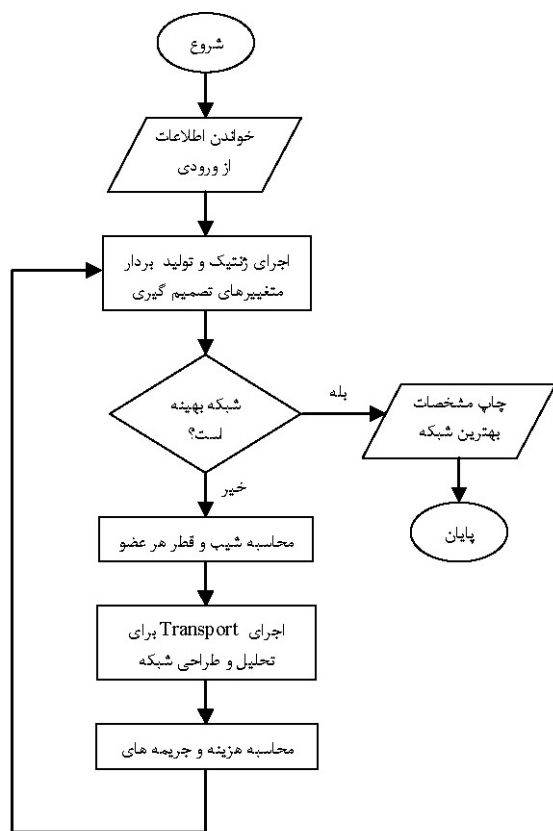 شروع
خواندن اطلاعات
از ورودی
اجرای ژنتیک و تولید بردار
متغییرهای تصمیم گیری
شبکه بهینه
است؟
بله
چاپ مشخصات
بهترین شبکه
پایان
خیر
محاسبه شیب و قطر هر عضو
اجرای Transport برای
تحلیل و طراحی شبکه
محاسبه هزینه و جریمه های